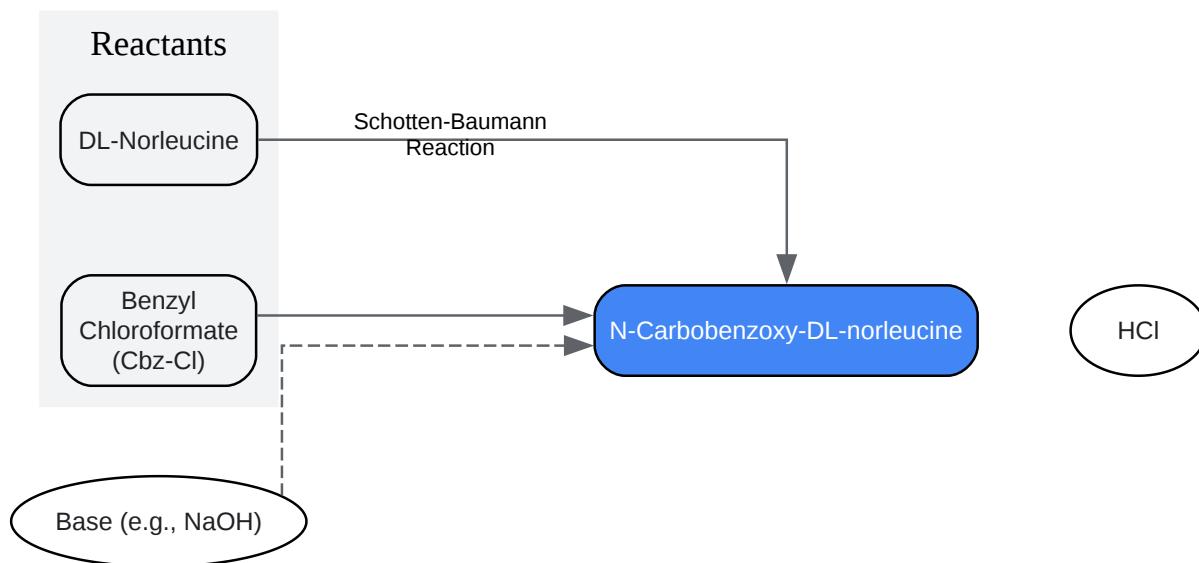 Reactants
DL-Norleucine
Schotten-Baumann
Reaction
Benzyl
Chloroformate
(Cbz-Cl)
N-Carbobenzoxy-DL-norleucine
HCl
Base (e.g., NaOH)